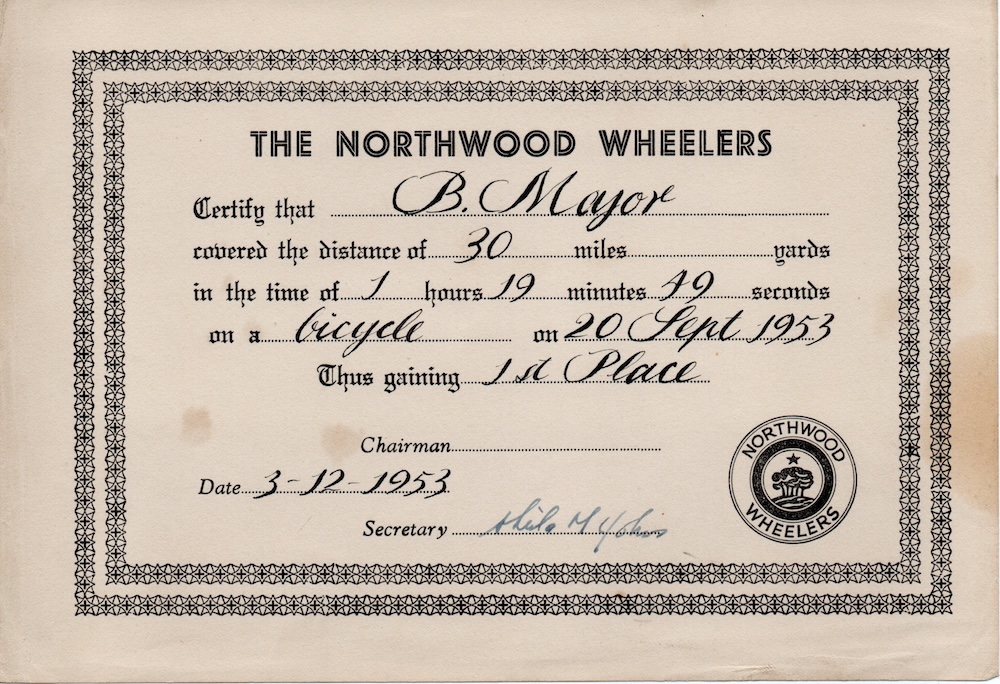 THE NORTHWOOD WHEELERS
Certify that B. Major
covered the distance of 30 miles yards
in the time of 1 hours 19 minutes 49 seconds
on a bicycle on 20 Sept 1953
Thus gaining 1st Place
Chairman
Date 3-12-1953
Secretary Sheila M
NORTHWOOD
WHEELERS